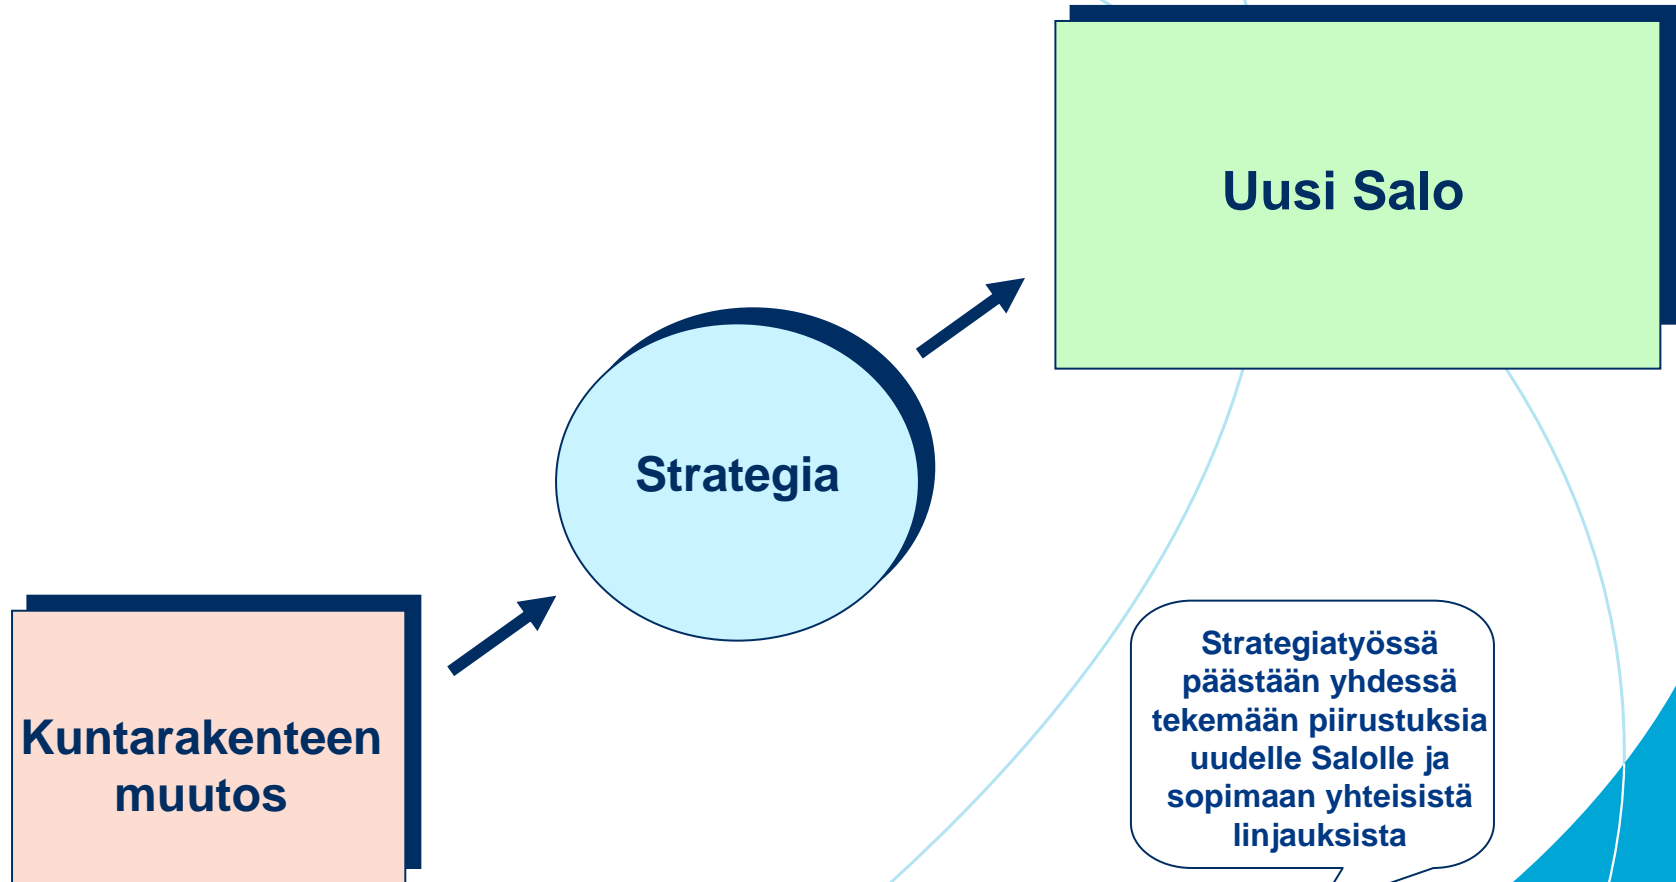 Uusi Salo
Strategia
Kuntarakenteen
muutos
Strategiatyössä
päästään yhdessä
tekemään piirustuksia
uudelle Salolle ja
sopimaan yhteisistä
linjauksista